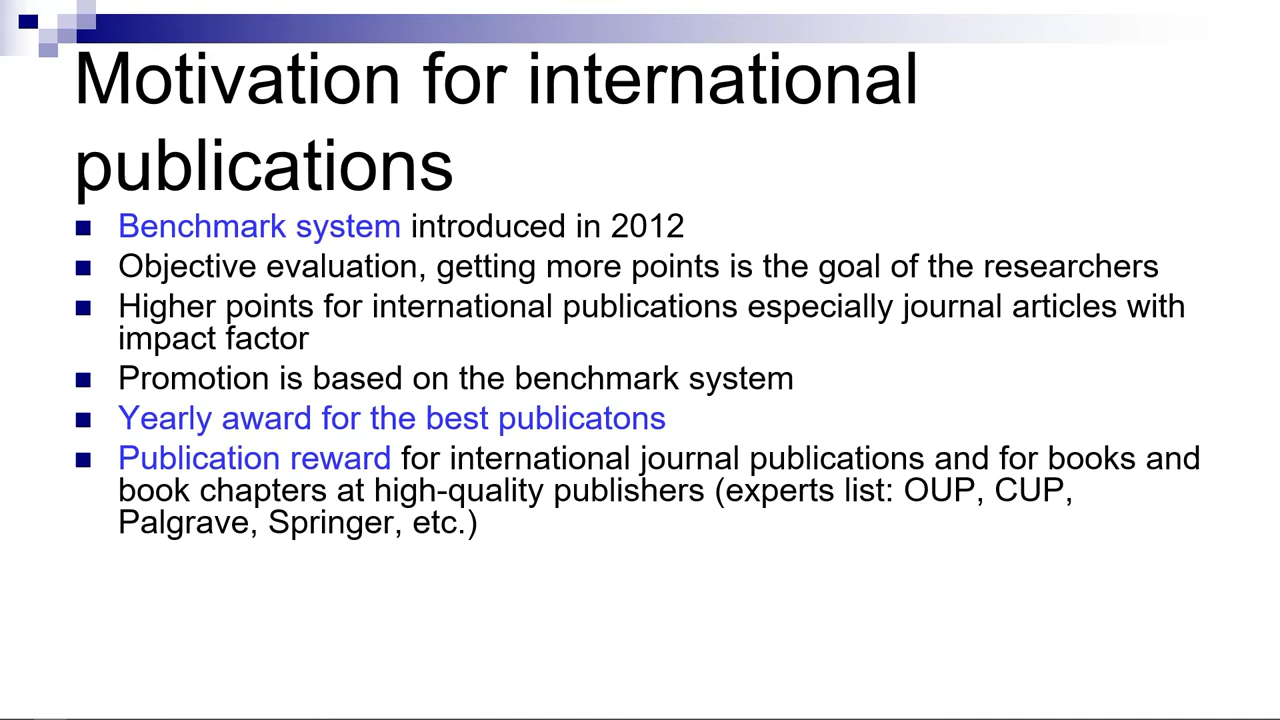 Motivation for international
publications
Benchmark system introduced in 2012
Objective evaluation, getting more points is the goal of the researchers
Higher points for international publications especially journal articles with
impact factor
Promotion is based on the benchmark system
Yearly award for the best publicatons
Publication reward for international journal publications and for books and
book chapters at high-quality publishers (experts list: OUP, CUP,
Palgrave, Springer, etc.)